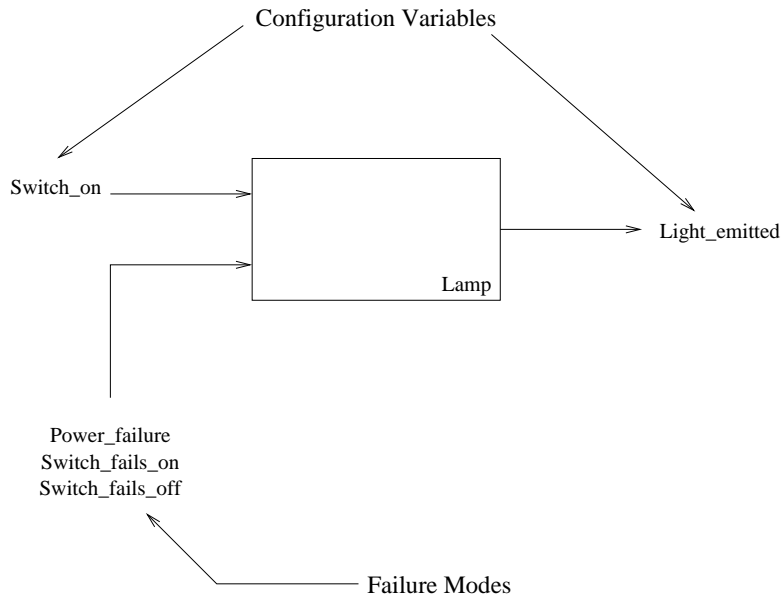 Configuration Variables
Switch_on
Light_emitted
Lamp
Power_failure
Switch_fails_on
Switch_fails_off
Failure Modes